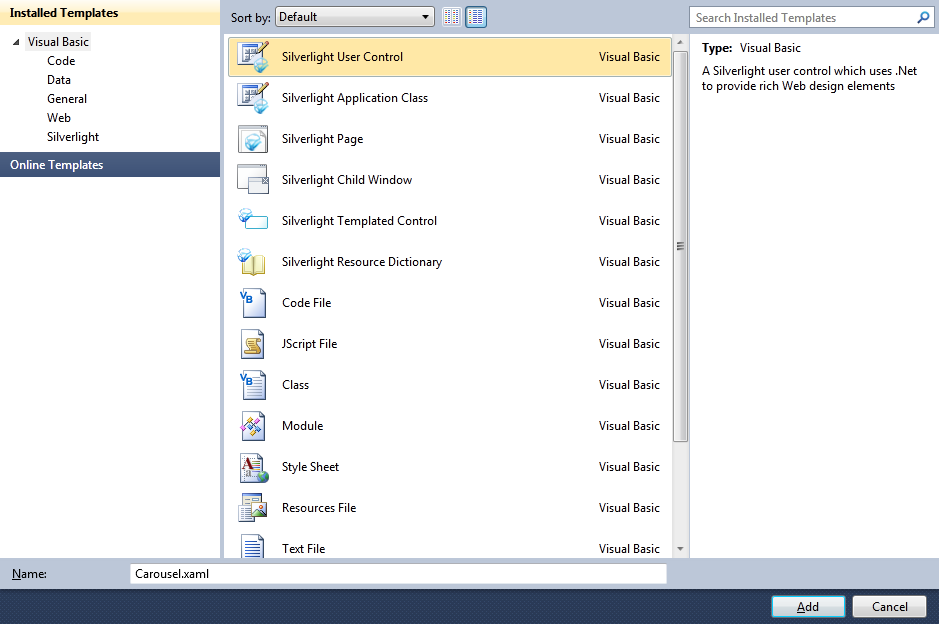 Installed Templates
Visual Basic
Code
Data
General
Web
Silverlight
Online Templates
Sort by: Default
Silverlight User Control Visual Basic
Silverlight Application Class Visual Basic
Silverlight Page Visual Basic
Silverlight Child Window Visual Basic
Silverlight Templated Control Visual Basic
Silverlight Resource Dictionary Visual Basic
VB Code File Visual Basic
JScript File Visual Basic
VB Class Visual Basic
Module Visual Basic
A Style Sheet Visual Basic
Resources File Visual Basic
Text File Visual Basic
Search Installed Templates
Type: Visual Basic
A Silverlight user control which uses .Net
to provide rich Web design elements
Name: Carousel.xaml
Add Cancel